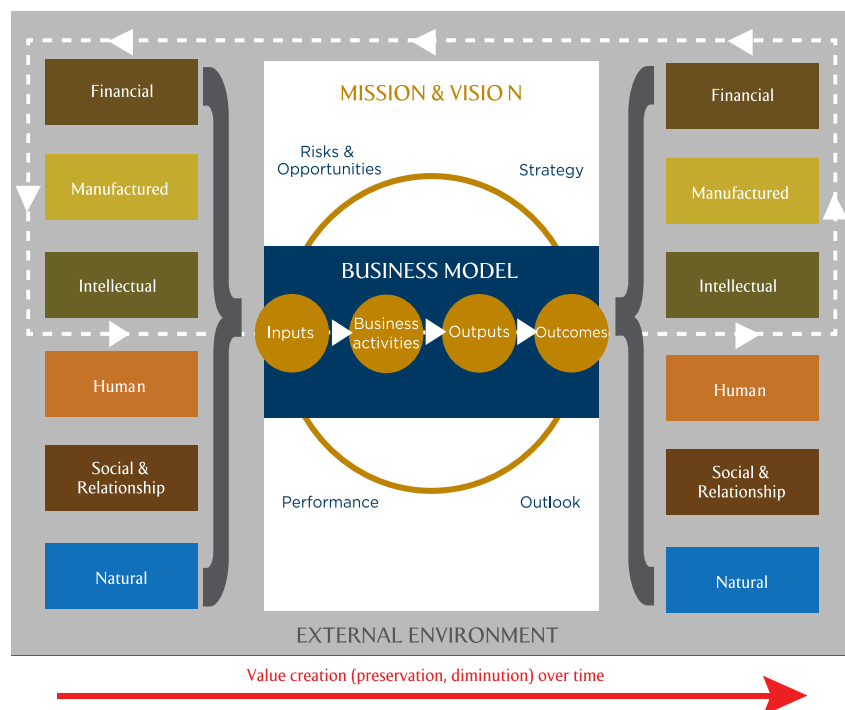 Financial
Manufactured
Intellectual
Human
Social &
Relationship
Natural
MISSION & VISIO N
Risks &
Opportunities
Strategy
BUSINESS MODEL
Inputs
Business
activities
Outputs
Outcomes
Performance
Outlook
Financial
Manufactured
Intellectual
Human
Social &
Relationship
Natural
EXTERNAL ENVIRONMENT
Value creation (preservation, diminution) over time